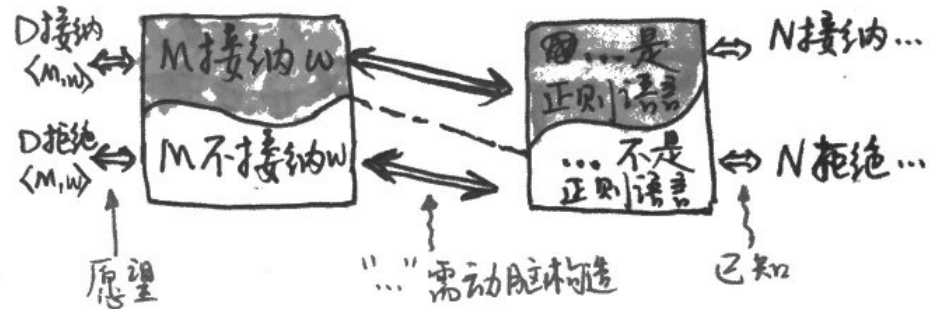 D接纳
<M,w>
M接纳w
…是
正则语言
N接纳…
D拒绝
<M,w>
M不接纳w
…不是
正则语言
N拒绝…
愿望
"…"需动脑构造
已知